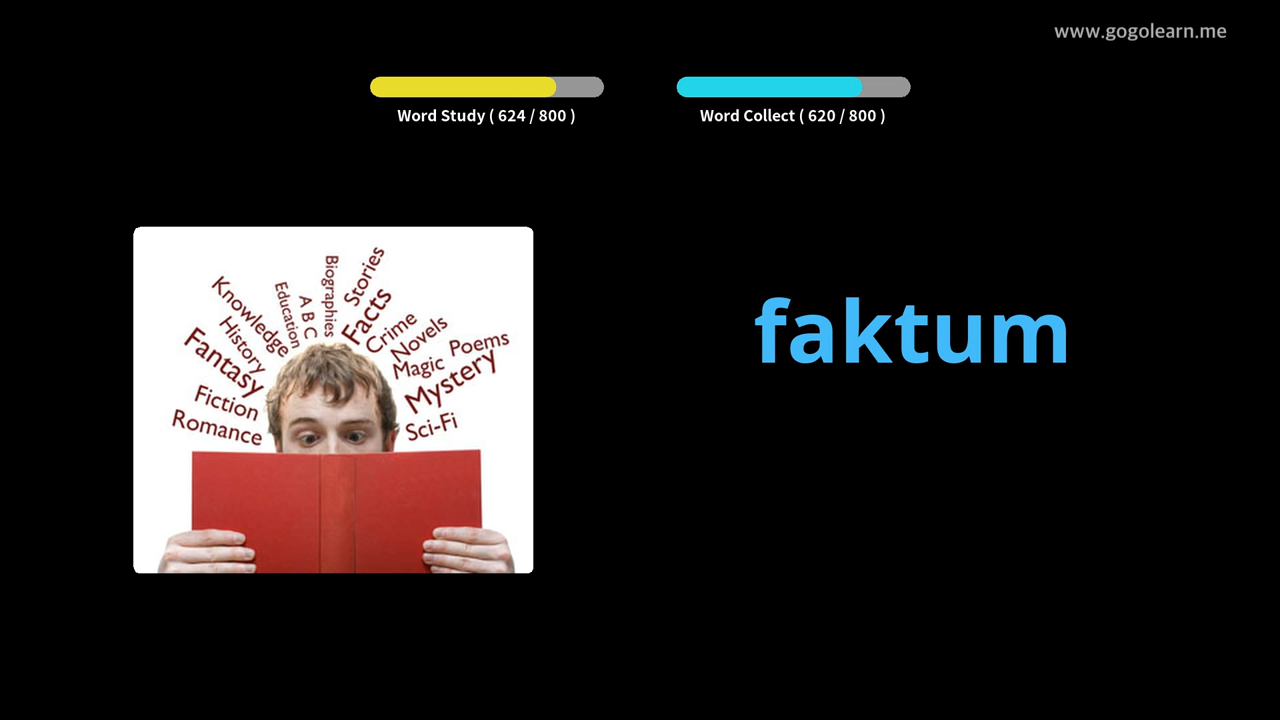 www.gogolearn.me
Word Study ( 624 / 800 )
Word Collect ( 620 / 800 )
faktum
Biographies
Stories
Facts
Education
A B C
Knowledge
History
Crime
Novels
Poems
Fantasy
Magic
Mystery
Fiction
Romance
Sci-Fi